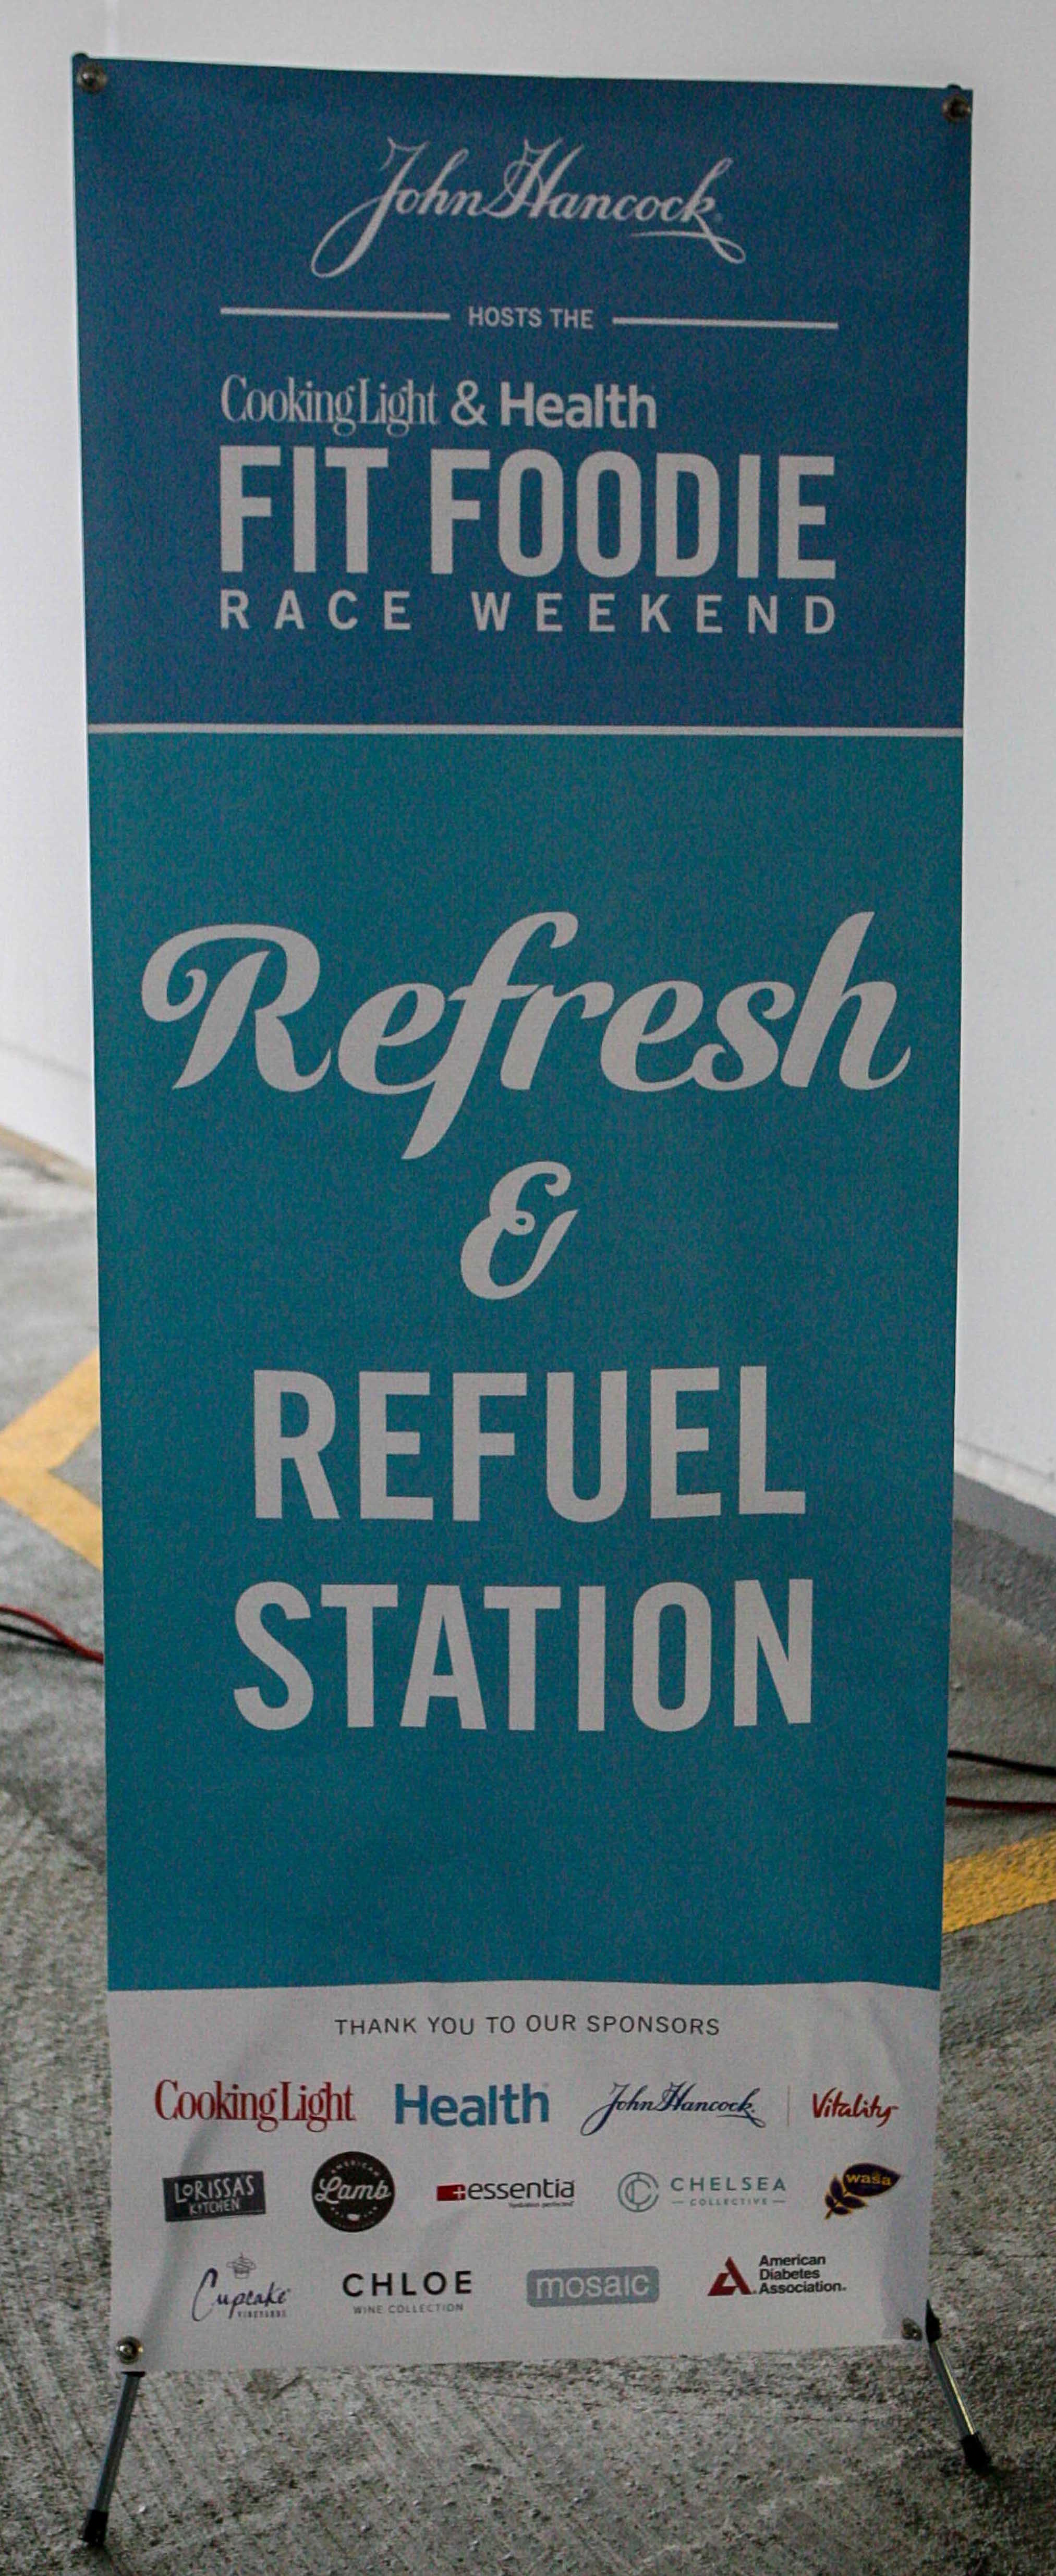 John Hancock
HOSTS THE
CookingLight & Health
FIT FOODIE
RACE WEEKEND
Refresh
&
REFUEL
STATION
THANK YOU TO OUR SPONSORS
CookingLight Health John Hancock Vitality
LORISSA'S KITCHEN
AMERICAN Lamb
essentia
CHELSEA
COLLECTIVE
wasa
Cupcake
VINEYARDS
CHLOE
WINE COLLECTION
mosaic
American
Diabetes
Association.